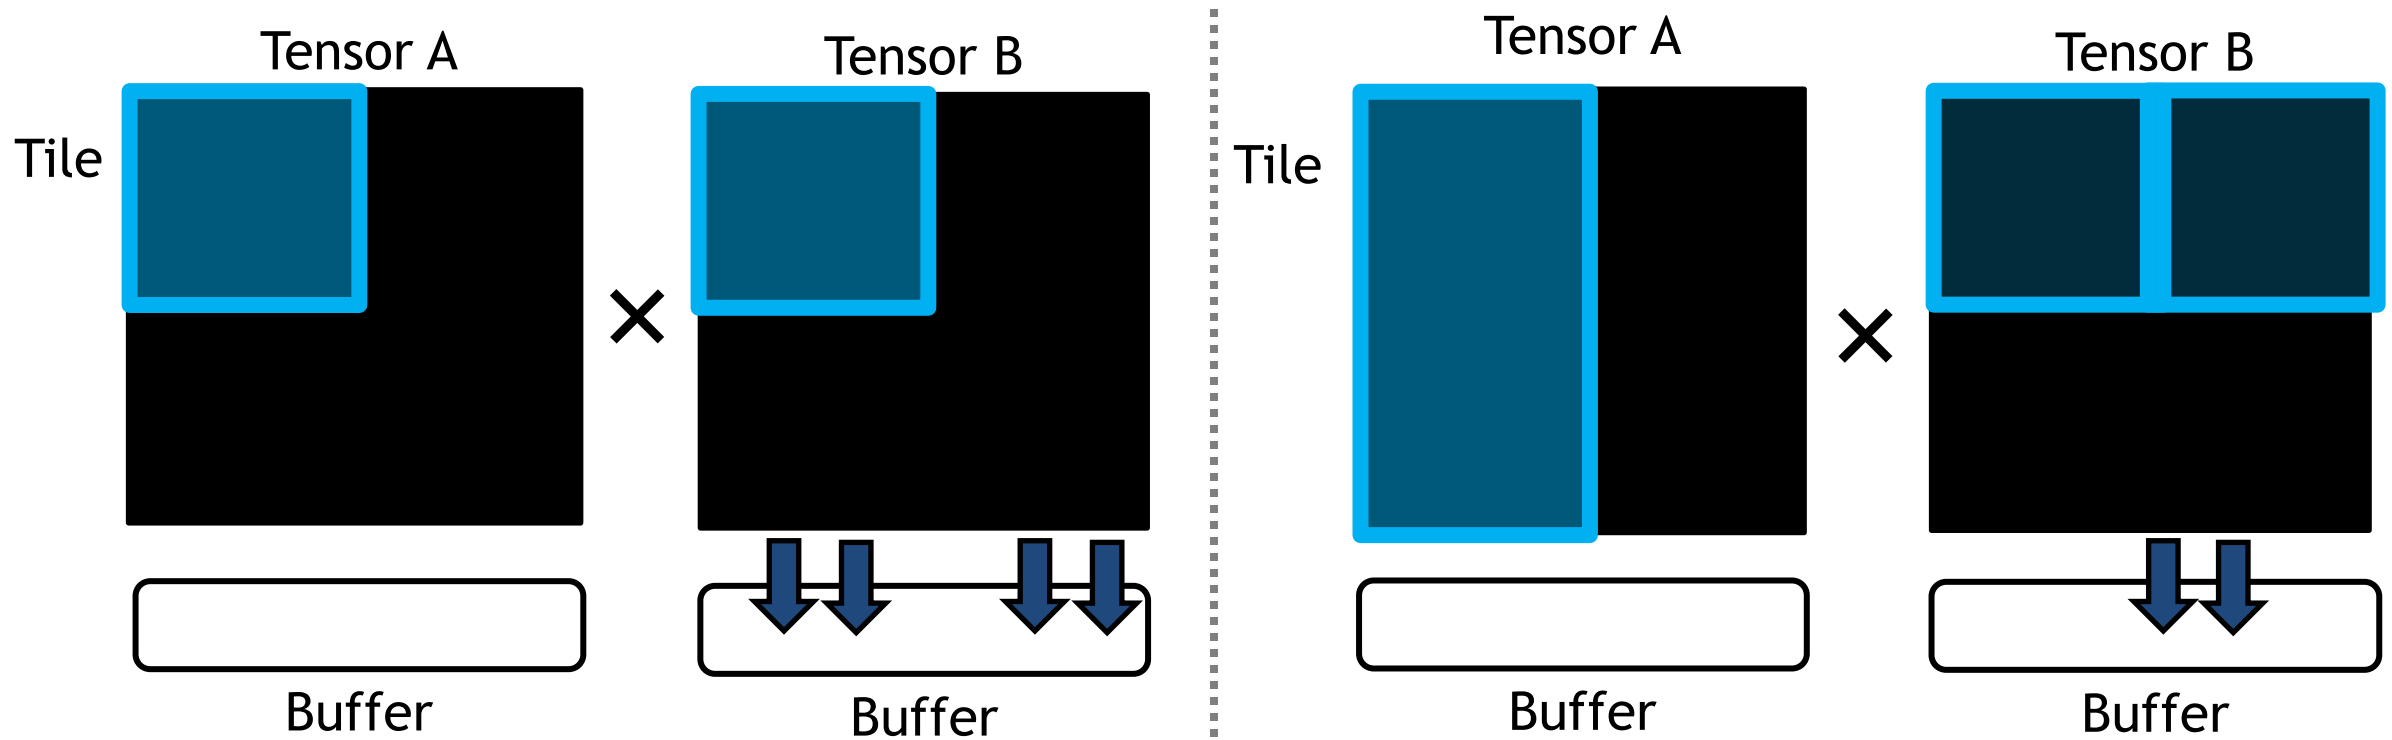 Tensor A
Tensor B
Tile
×
Buffer
Buffer
Tensor A
Tensor B
Tile
×
Buffer
Buffer